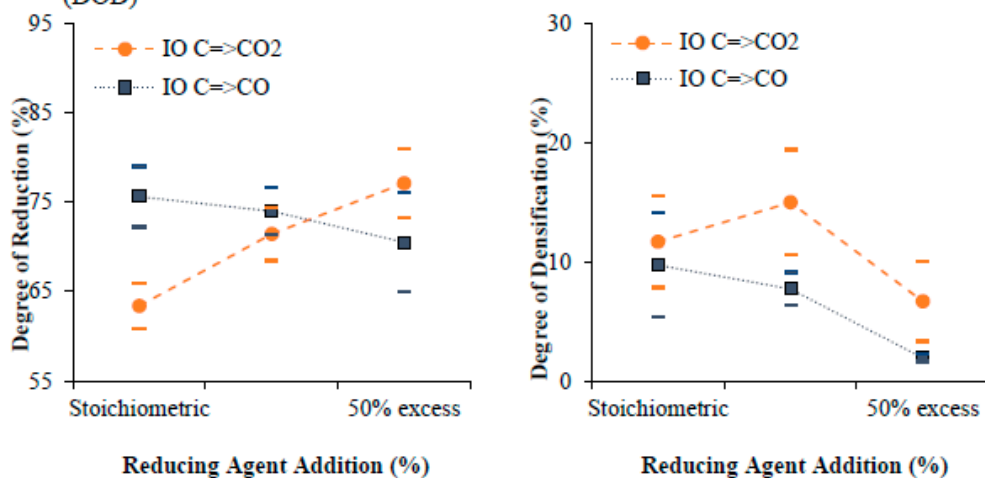 (DOD)
95
85
75
65
55
Degree of Reduction (%)
IO C=>CO2
IO C=>CO
Stoichiometric
50% excess
Reducing Agent Addition (%)
30
20
10
0
Degree of Densification (%)
IO C=>CO2
IO C=>CO
Stoichiometric
50% excess
Reducing Agent Addition (%)